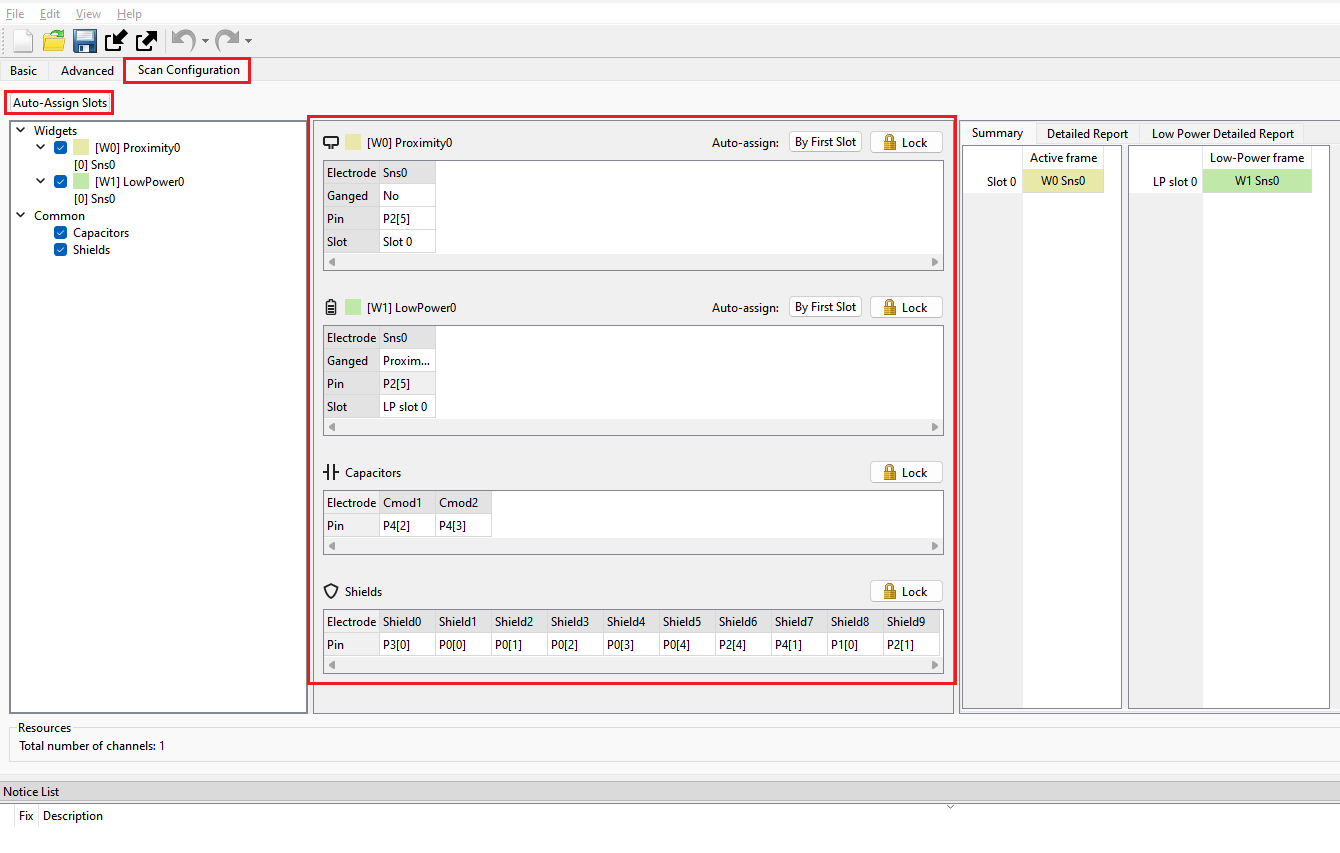 File Edit View Help
Basic Advanced Scan Configuration
Auto-Assign Slots
Widgets
[W0] Proximity0
[0] Sns0
[W1] LowPower0
[0] Sns0
Common
Capacitors
Shields
[W0] Proximity0 Auto-assign: By First Slot Lock
Electrode Sns0
Ganged No
Pin P2[5]
Slot Slot 0
[W1] LowPower0 Auto-assign: By First Slot Lock
Electrode Sns0
Ganged Proxim...
Pin P2[5]
Slot LP slot 0
Capacitors Lock
Electrode Cmod1 Cmod2
Pin P4[2] P4[3]
Shields Lock
Electrode Shield0 Shield1 Shield2 Shield3 Shield4 Shield5 Shield6 Shield7 Shield8 Shield9
Pin P3[0] P0[0] P0[1] P0[2] P0[3] P0[4] P2[4] P4[1] P1[0] P2[1]
Summary Detailed Report Low Power Detailed Report
Active frame Low-Power frame
Slot 0 W0 Sns0 LP slot 0 W1 Sns0
Resources
Total number of channels: 1
Notice List
Fix Description